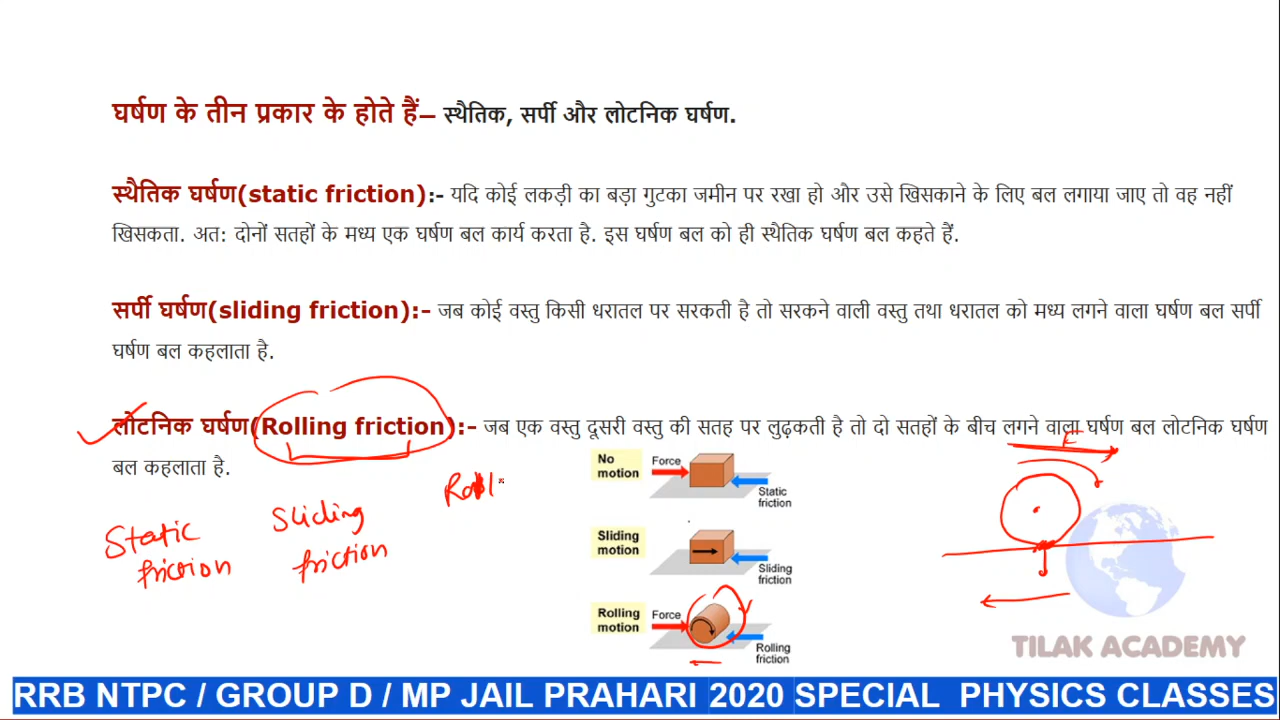 घर्षण के तीन प्रकार के होते हैं– स्थैतिक, सर्पी और लोटनिक घर्षण.
स्थैतिक घर्षण(static friction):- यदि कोई लकड़ी का बड़ा गुटका जमीन पर रखा हो और उसे खिसकाने के लिए बल लगाया जाए तो वह नहीं
खिसकता. अत: दोनों सतहों के मध्य एक घर्षण बल कार्य करता है. इस घर्षण बल को ही स्थैतिक घर्षण बल कहते हैं.
सर्पी घर्षण(sliding friction):- जब कोई वस्तु किसी धरातल पर सरकती है तो सरकने वाली वस्तु तथा धरातल को मध्य लगने वाला घर्षण बल सर्पी
घर्षण बल कहलाता है.
लोटनिक घर्षण(Rolling friction):- जब एक वस्तु दूसरी वस्तु की सतह पर लुढ़कती है तो दो सतहों के बीच लगने वाला घर्षण बल लोटनिक घर्षण
बल कहलाता है.
Static
friction
Sliding
friction
No
motion
Force
Static
friction
Sliding
motion
Sliding
friction
Rolling
motion
Force
Rolling
friction
F
TILAK ACADEMY
RRB NTPC / GROUP D / MP JAIL PRAHARI 2020 SPECIAL PHYSICS CLASSES